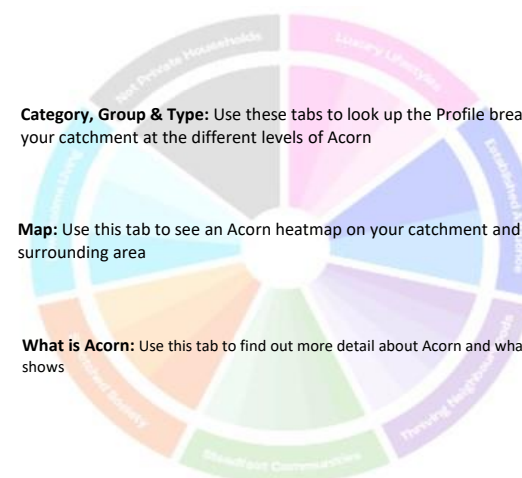 Not Private Households
Luxury Lifestyles
Category, Group & Type: Use these tabs to look up the Profile brea
your catchment at the different levels of Acorn
Established
Map: Use this tab to see an Acorn heatmap on your catchment and
surrounding area
What is Acorn: Use this tab to find out more detail about Acorn and wha
shows
Thriving Neighbourhoods
Steadfast Communities